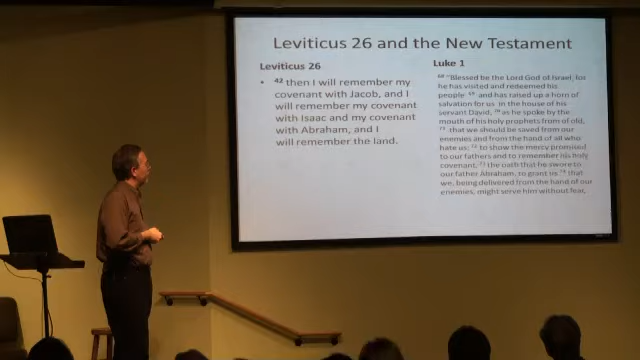 Leviticus 26 and the New Testament
Leviticus 26
• 42 then I will remember my
covenant with Jacob, and I
will remember my covenant
with Isaac and my covenant
with Abraham, and I
will remember the land.
Luke 1
68 "Blessed be the Lord God of Israel, for
he has visited and redeemed his
people 69 and has raised up a horn of
salvation for us in the house of his
servant David, 70 as he spoke by the
mouth of his holy prophets from of old,
71 that we should be saved from our
enemies and from the hand of all who
hate us; 72 to show the mercy promised
to our fathers and to remember his holy
covenant, 73 the oath that he swore to
our father Abraham, to grant us 74 that
we, being delivered from the hand of our
enemies, might serve him without fear,